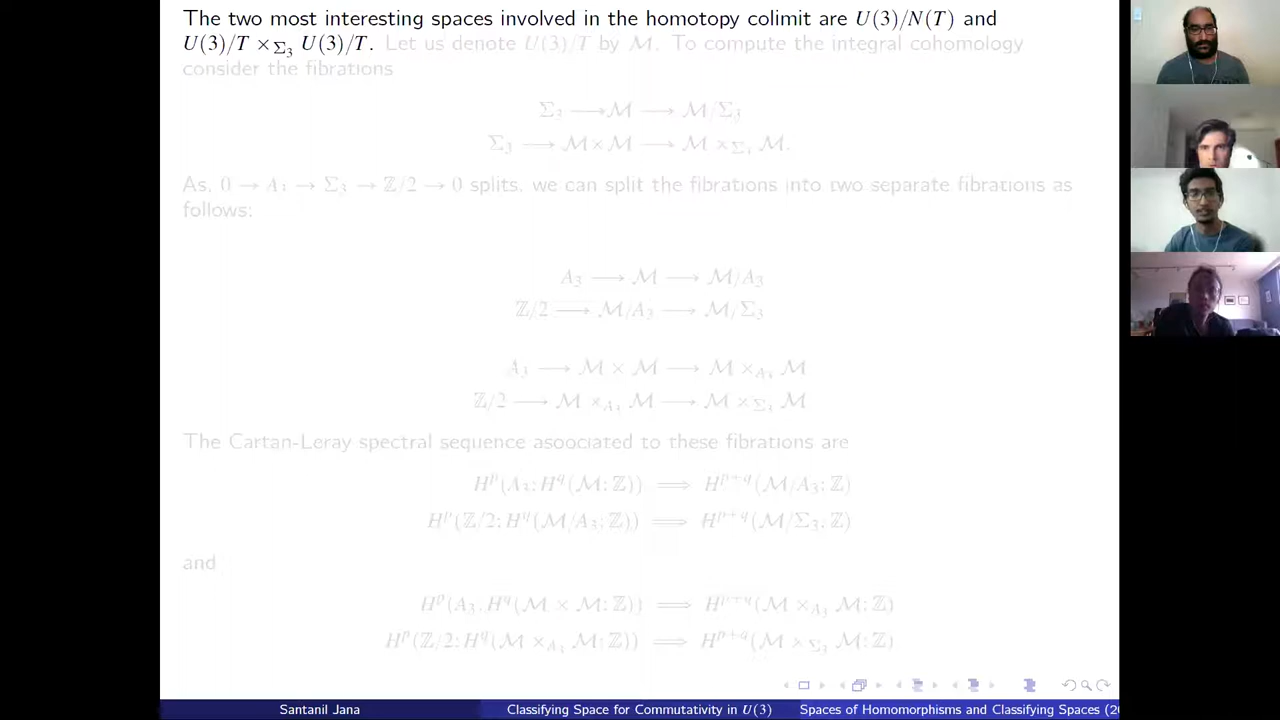 The two most interesting spaces involved in the homotopy colimit are U(3)/N(T) and
U(3)/T ×_{Σ_3} U(3)/T. Let us denote U(3)/T by ℳ. To compute the integral cohomology
consider the fibrations
Σ_3 ⟶ ℳ ⟶ ℳ/Σ_3
Σ_3 ⟶ ℳ × ℳ ⟶ ℳ ×_{Σ_3} ℳ.
As, 0 → A_3 → Σ_3 → ℤ/2 → 0 splits, we can split the fibrations into two separate fibrations as
follows:
A_3 ⟶ ℳ ⟶ ℳ/A_3
ℤ/2 ⟶ ℳ/A_3 ⟶ ℳ/Σ_3
A_3 ⟶ ℳ × ℳ ⟶ ℳ ×_{A_3} ℳ
ℤ/2 ⟶ ℳ ×_{A_3} ℳ ⟶ ℳ ×_{Σ_3} ℳ
The Cartan-Leray spectral sequence asoociated to these fibrations are
H^p(A_3; H^q(ℳ; ℤ)) ⟹ H^{p+q}(ℳ/A_3; ℤ)
H^p(ℤ/2; H^q(ℳ/A_3; ℤ)) ⟹ H^{p+q}(ℳ/Σ_3; ℤ)
and
H^p(A_3; H^q(ℳ × ℳ; ℤ)) ⟹ H^{p+q}(ℳ ×_{A_3} ℳ; ℤ)
H^p(ℤ/2; H^q(ℳ ×_{A_3} ℳ; ℤ)) ⟹ H^{p+q}(ℳ ×_{Σ_3} ℳ; ℤ)
Santanil Jana Classifying Space for Commutativity in U(3) Spaces of Homomorphisms and Classifying Spaces (20